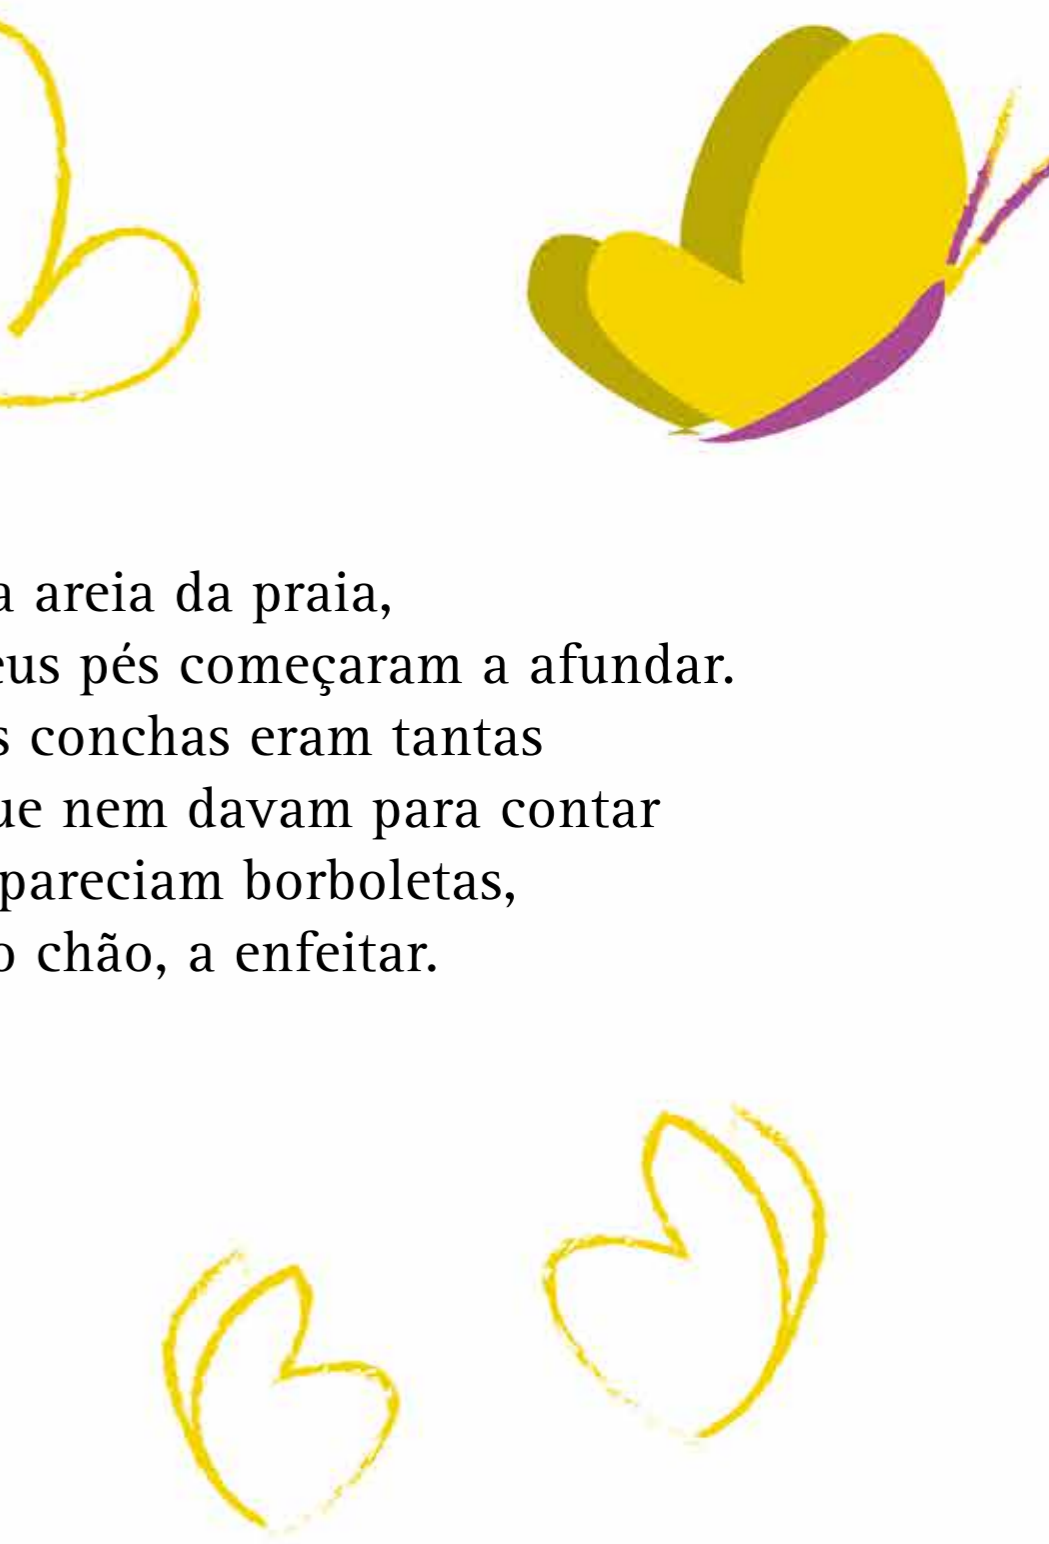 a areia da praia,
eus pés começaram a afundar.
s conchas eram tantas
ue nem davam para contar
pareciam borboletas,
o chão, a enfeitar.